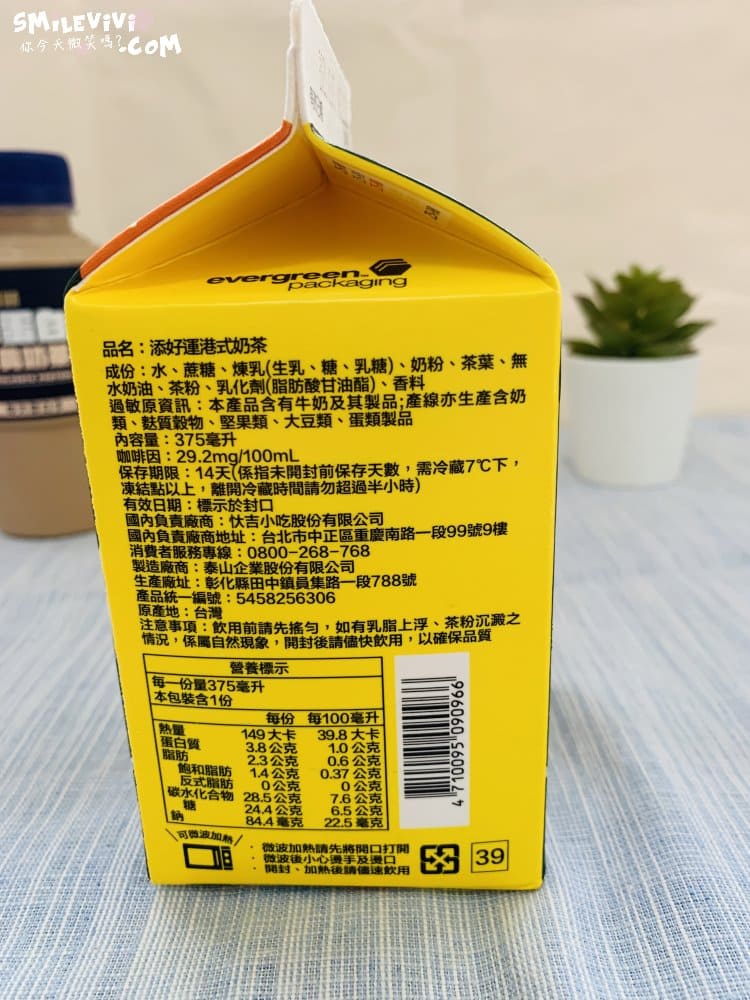 SMiLEViVi
你今天微笑嗎?.COM
evergreen
packaging
品名：添好運港式奶茶
成份：水、蔗糖、煉乳(生乳、糖、乳糖)、奶粉、茶葉、無
水奶油、茶粉、乳化劑(脂肪酸甘油酯)、香料
過敏原資訊：本產品含有牛奶及其製品;產線亦生產含奶
類、麩質穀物、堅果類、大豆類、蛋類製品
內容量：375毫升
咖啡因：29.2mg/100mL
保存期限：14天(係指未開封前保存天數，需冷藏7℃下，
凍結點以上，離開冷藏時間請勿超過半小時)
有效日期：標示於封口
國內負責廠商：伙吉小吃股份有限公司
國內負責廠商地址：台北市中正區重慶南路一段99號9樓
消費者服務專線：0800-268-768
製造廠商：泰山企業股份有限公司
生產廠址：彰化縣田中鎮員集路一段788號
產品統一編號：5458256306
原產地：台灣
注意事項：飲用前請先搖勻，如有乳脂上浮、茶粉沉澱之
情況，係屬自然現象，開封後請儘快飲用，以確保品質
營養標示
每一份量375毫升
本包裝含1份
每份 每100毫升
熱量 149 大卡 39.8 大卡
蛋白質 3.8 公克 1.0 公克
脂肪 2.3 公克 0.6 公克
飽和脂肪 1.4 公克 0.37 公克
反式脂肪 0 公克 0 公克
碳水化合物 28.5 公克 7.6 公克
糖 24.4 公克 6.5 公克
鈉 84.4 毫克 22.5 毫克
4 710095 090966
可微波加熱
· 微波加熱請先將開口打開
· 微波後小心燙手及燙口
· 開封、加熱後請儘速飲用
39